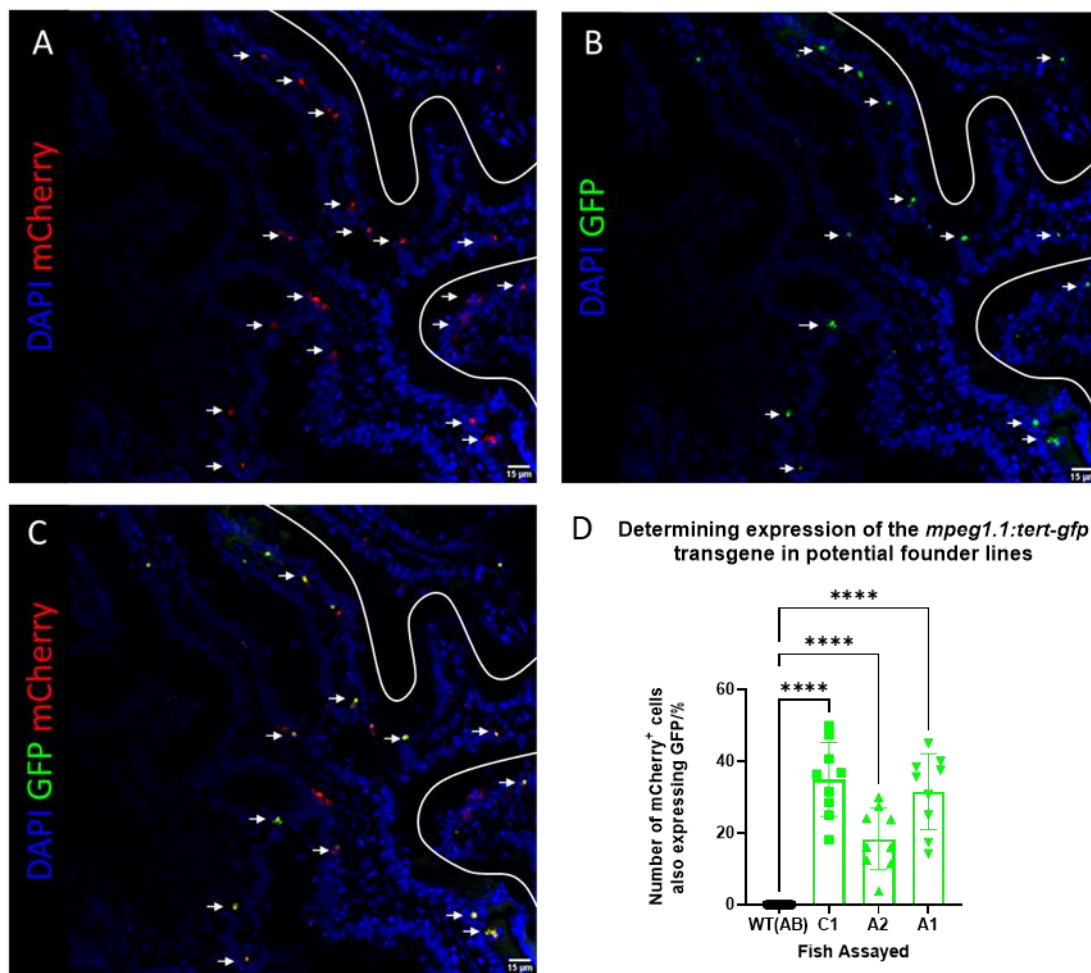 A
DAPI mCherry
15 µm
B
DAPI GFP
15 µm
C
DAPI GFP mCherry
15 µm
D
Determining expression of the mpeg1.1:tert-gfp
transgene in potential founder lines
****
****
****
Number of mCherry+ cells
also expressing GFP/%
60
40
20
0
WT(AB) C1 A2 A1
Fish Assayed